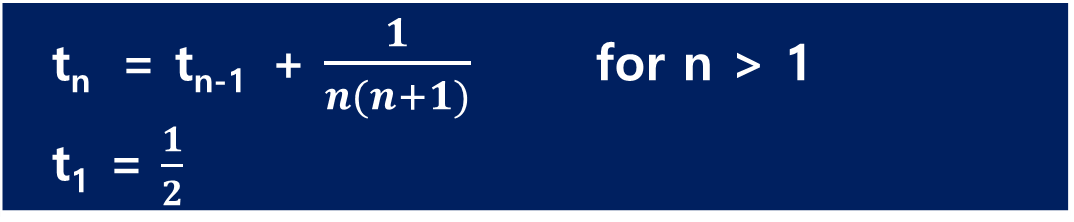 tₙ = tₙ₋₁ + 1/n(n+1) for n > 1
t₁ = 1/2